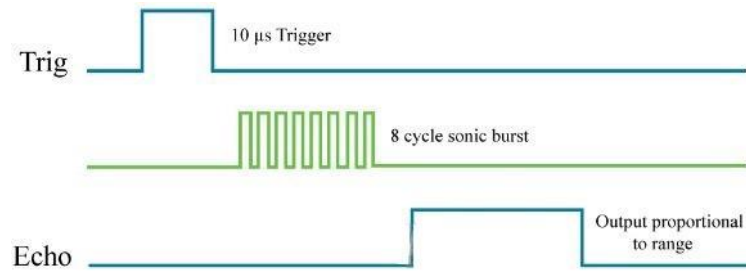 10 µs Trigger
Trig
8 cycle sonic burst
Output proportional
to range
Echo